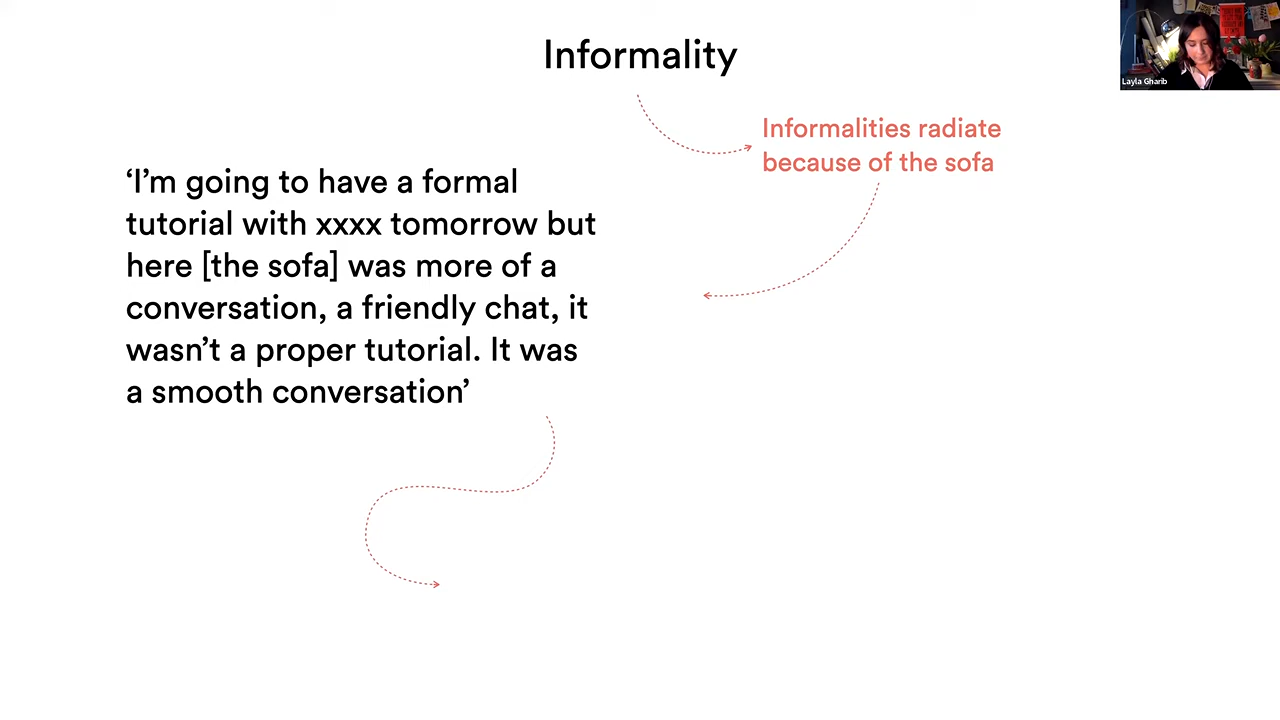 Informality
Layla Gharib
Informalities radiate
because of the sofa
‘I’m going to have a formal
tutorial with xxxx tomorrow but
here [the sofa] was more of a
conversation, a friendly chat, it
wasn’t a proper tutorial. It was
a smooth conversation’